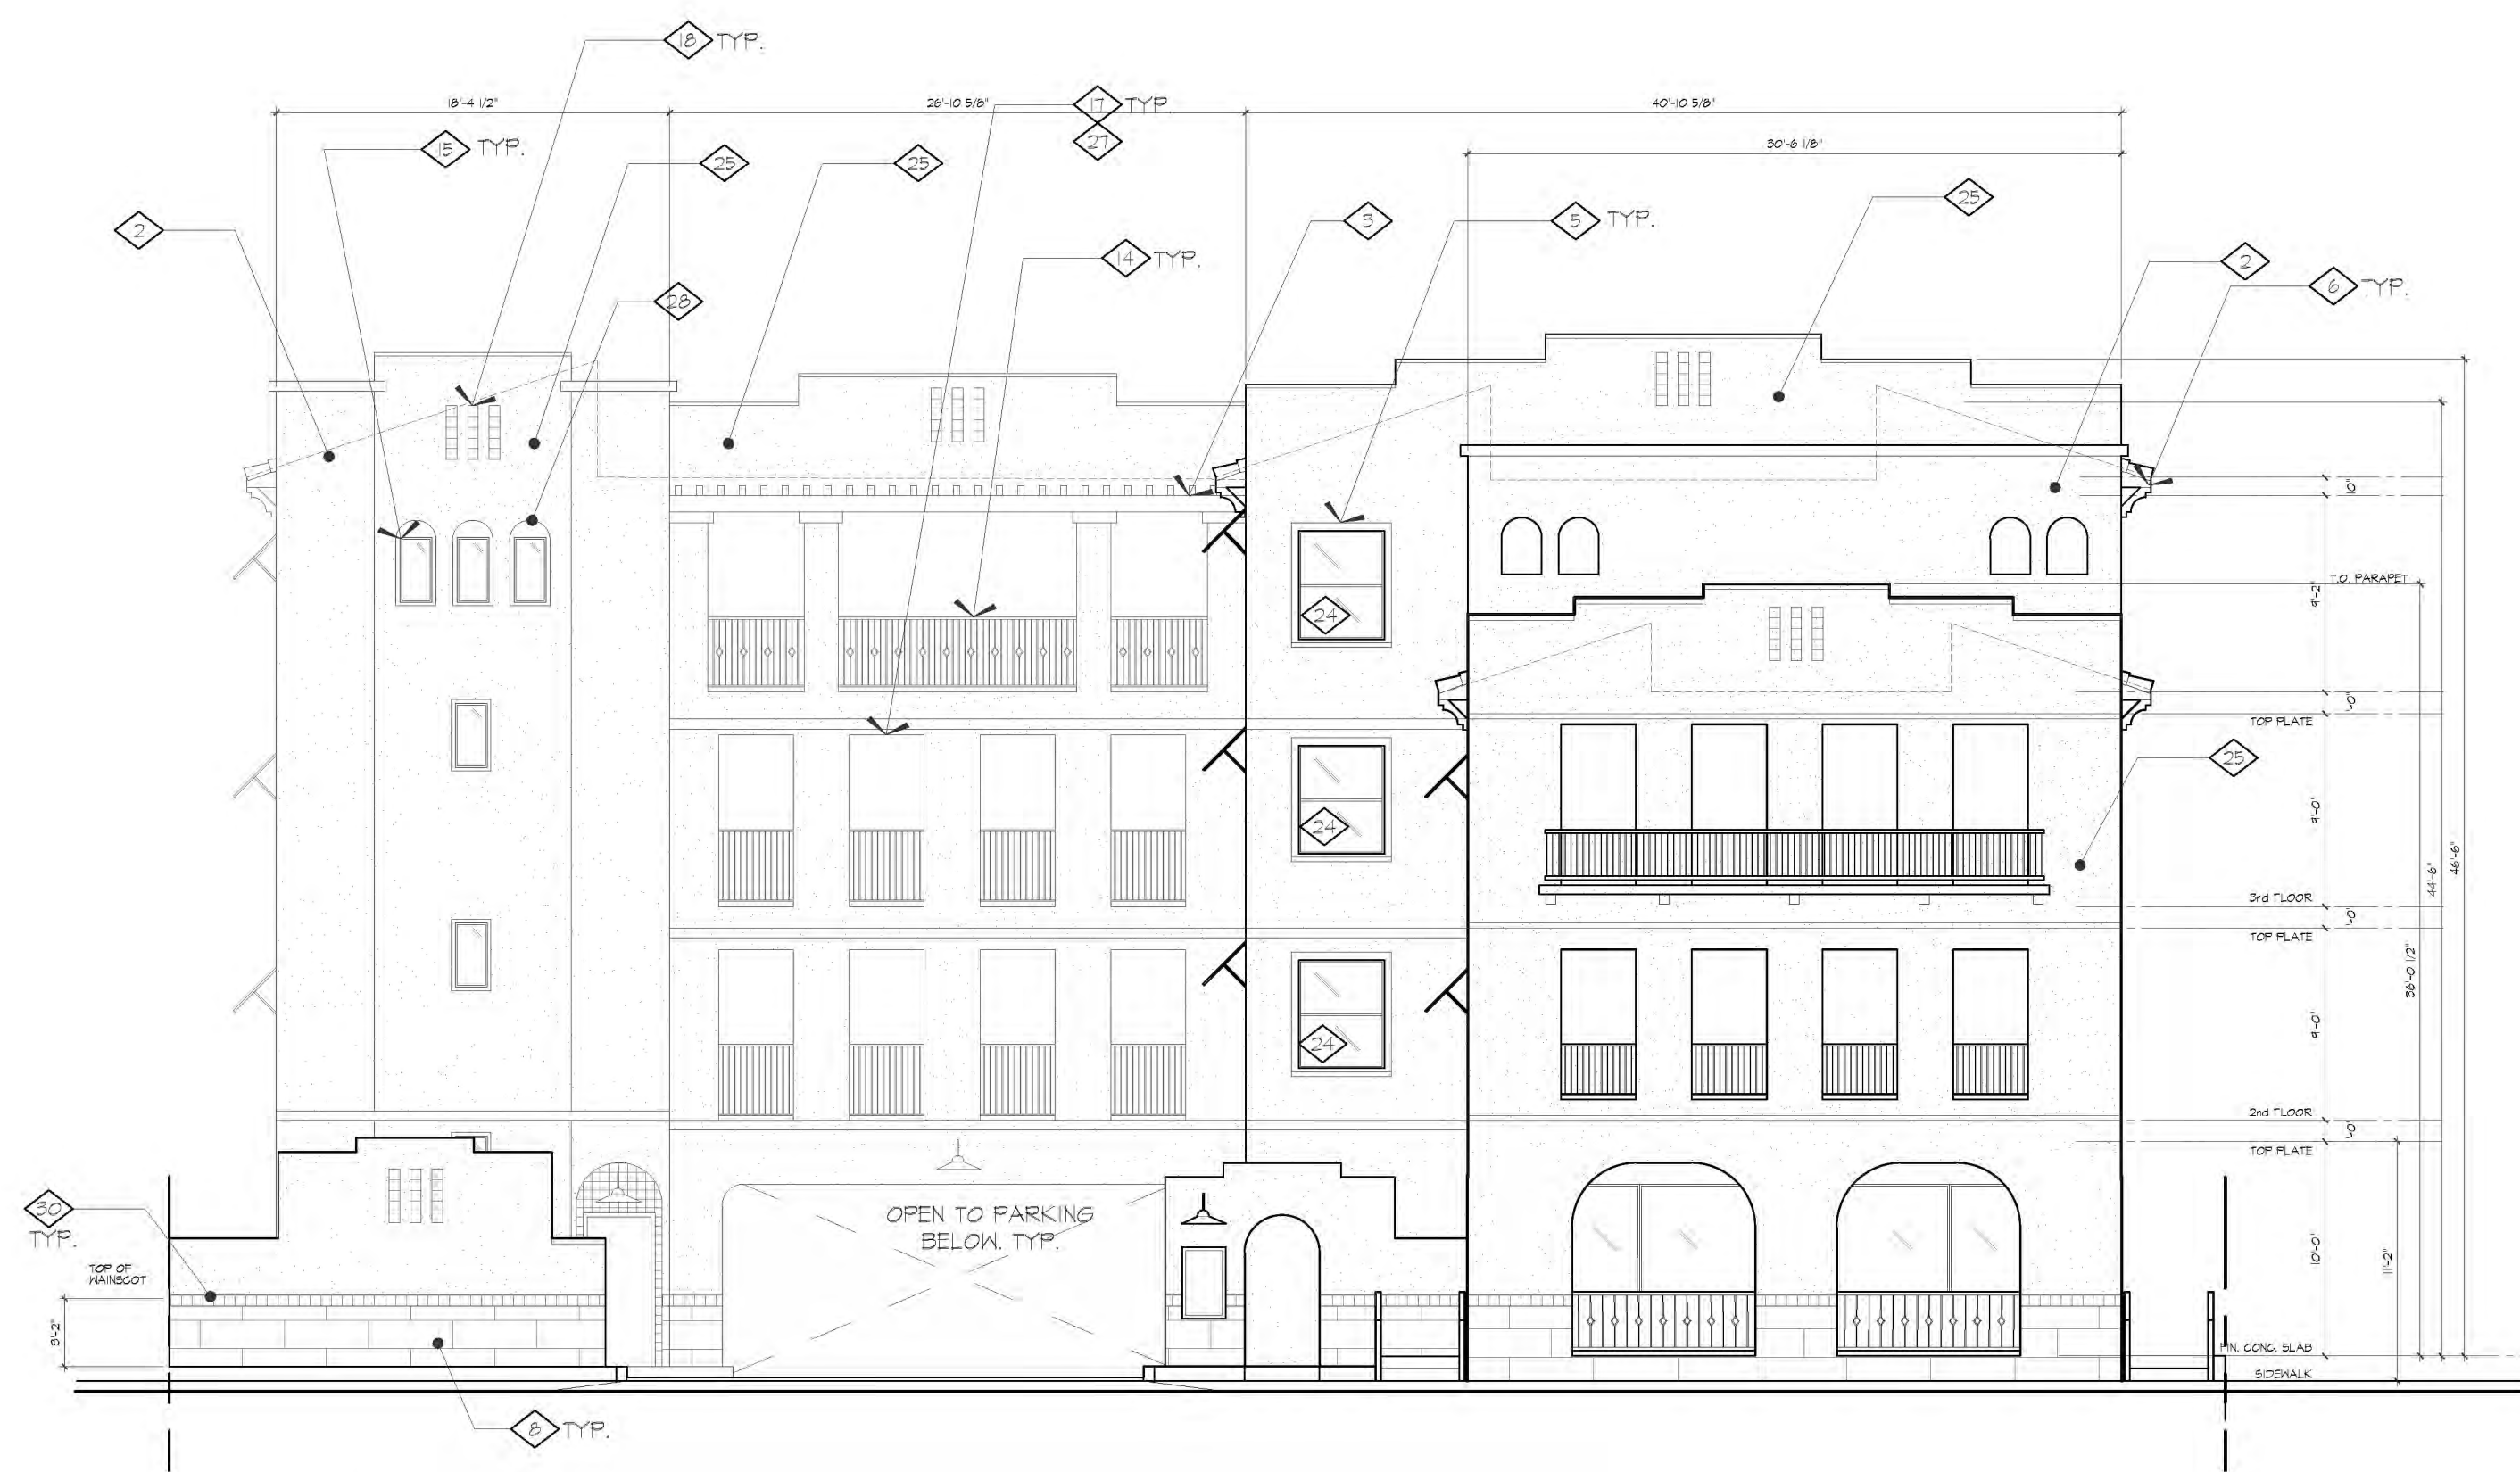 18 TYP.
18'-4 1/2"
26'-10 5/8"
17 TYP.
40'-10 5/8"
27
30'-6 1/8"
15 TYP.
25
25
25
2
3
5 TYP.
14 TYP.
2
6 TYP.
28
10"
T.O. PARAPET
9'-2"
24
1'-0"
TOP PLATE
25
9'-0"
24
44'-6"
46'-6"
3rd FLOOR
1'-0"
TOP PLATE
36'-0 1/2"
9'-0"
24
2nd FLOOR
1'-0"
TOP PLATE
30
TYP.
OPEN TO PARKING
BELOW. TYP.
10'-0"
11'-2"
TOP OF
WAINSCOT
3'-2"
FIN. CONC. SLAB
SIDEWALK
8 TYP.